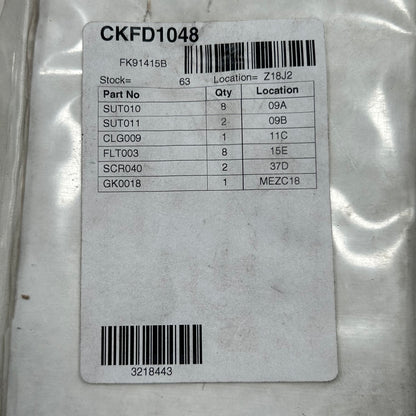 CKFD1048
FK91415B
Stock= 63 Location= Z18J2
Part No Qty Location
SUT010 8 09A
SUT011 2 09B
CLG009 1 11C
FLT003 8 15E
SCR040 2 37D
GK0018 1 MEZC18
3218443